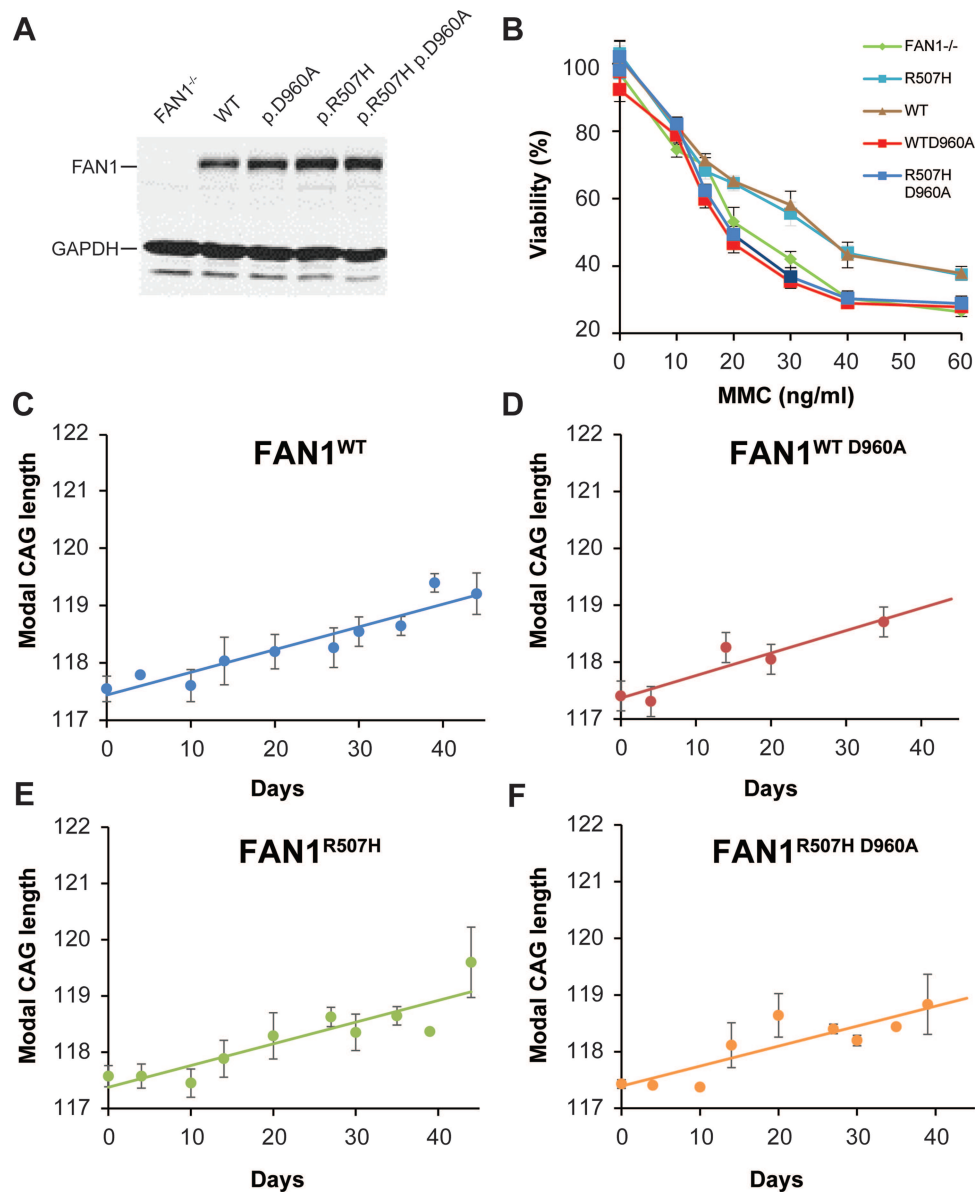 A
FAN1-/-
WT
p.D960A
p.R507H
p.R507H p.D960A
FAN1
GAPDH
B
100
80
60
40
20
0 10 20 30 40 50 60
Viability (%)
MMC (ng/ml)
FAN1-/-
R507H
WT
WTD960A
R507H
D960A
C
FAN1WT
122
121
120
119
118
117
0 10 20 30 40
Modal CAG length
Days
D
FAN1WT D960A
122
121
120
119
118
117
0 10 20 30 40
Modal CAG length
Days
E
FAN1R507H
122
121
120
119
118
117
0 10 20 30 40
Modal CAG length
Days
F
FAN1R507H D960A
122
121
120
119
118
117
0 10 20 30 40
Modal CAG length
Days